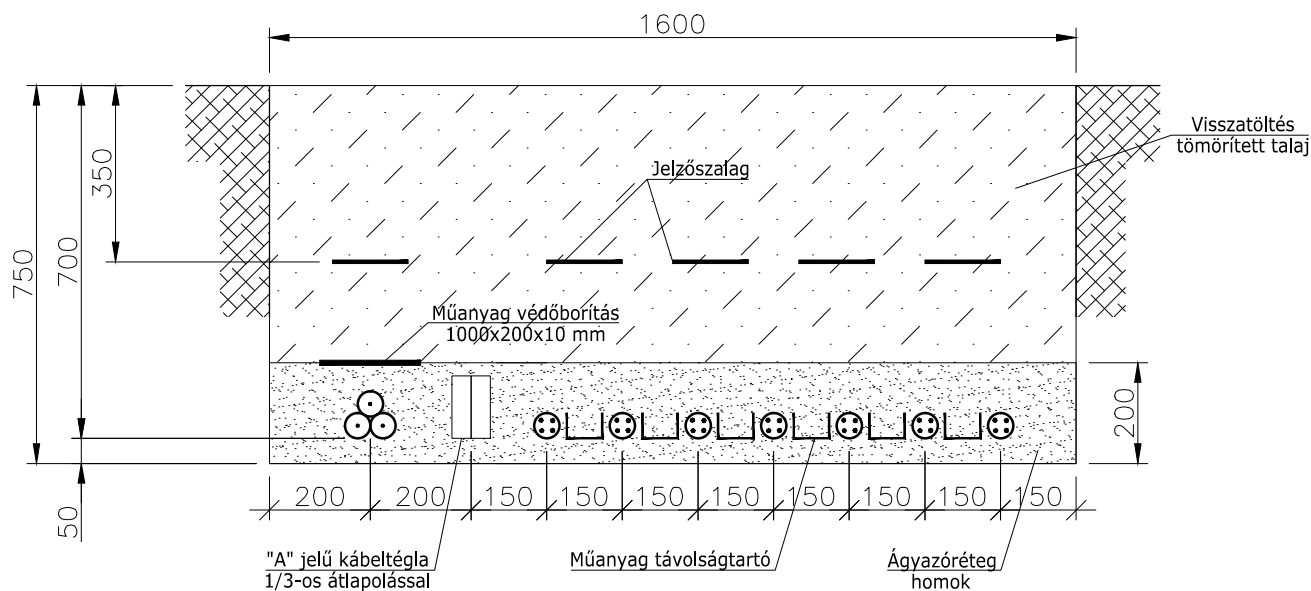 1600
Visszatöltés
tömörített talaj
Jelzőszalag
350
700
750
Műanyag védőborítás
1000x200x10 mm
200
200
200
150
150
150
150
150
150
150
150
50
"A" jelű kábeltégla
1/3-os átlapolással
Műanyag távolságtartó
Ágyazóréteg
homok